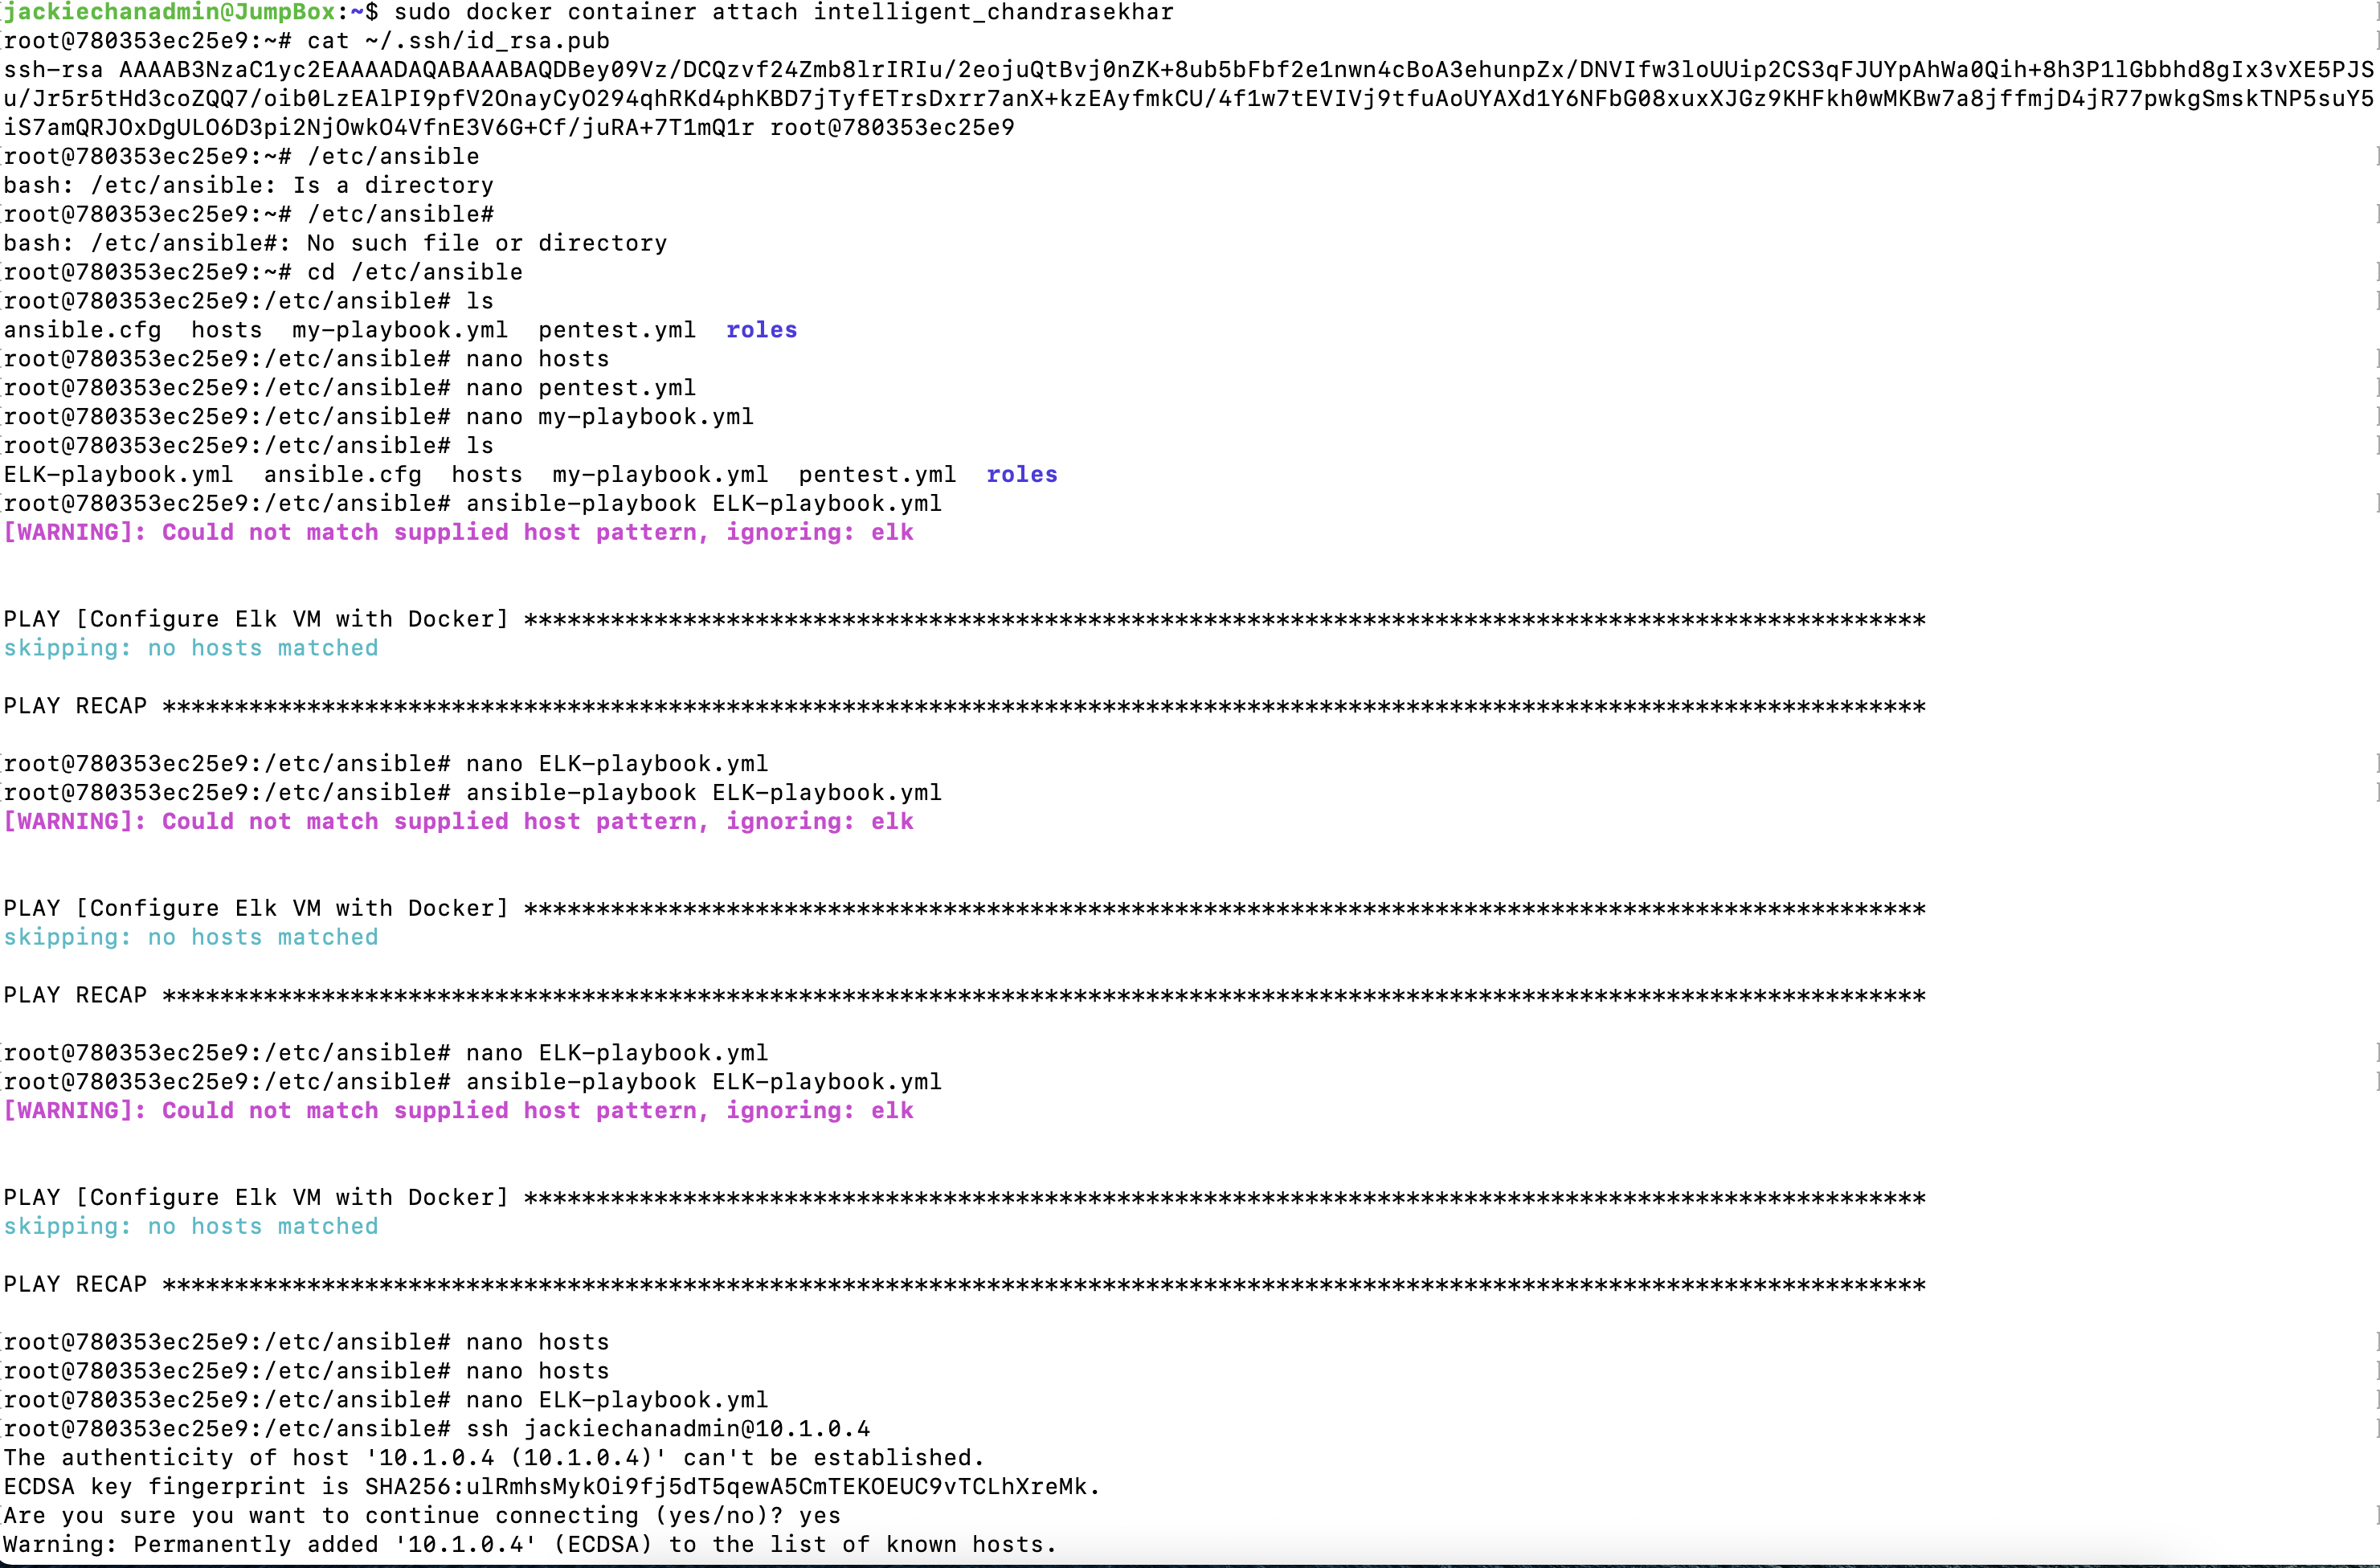 jackiechanadmin@JumpBox:~$ sudo docker container attach intelligent_chandrasekhar
root@780353ec25e9:~# cat ~/.ssh/id_rsa.pub
ssh-rsa AAAAB3NzaC1yc2EAAAADAQABAAABAQDBey09Vz/DCQzvf24Zmb8lrIRIu/2eojuQtBvj0nZK+8ub5bFbf2e1nwn4cBoA3ehunpZx/DNVIfw3loUUip2CS3qFJUYpAhWa0Qih+8h3P1lGbbhd8gIx3vXE5PJS
u/Jr5r5tHd3coZQQ7/oib0LzEAlPI9pfV2OnayCyO294qhRKd4phKBD7jTyfETrsDxrr7anX+kzEAyfmkCU/4f1w7tEVIVj9tfuAoUYAXd1Y6NFbG08xuxXJGz9KHFkh0wMKBw7a8jffmjD4jR77pwkgSmskTNP5suY5
iS7amQRJOxDgULO6D3pi2NjOwkO4VfnE3V6G+Cf/juRA+7T1mQ1r root@780353ec25e9
root@780353ec25e9:~# /etc/ansible
bash: /etc/ansible: Is a directory
root@780353ec25e9:~# /etc/ansible#
bash: /etc/ansible#: No such file or directory
root@780353ec25e9:~# cd /etc/ansible
root@780353ec25e9:/etc/ansible# ls
ansible.cfg  hosts  my-playbook.yml  pentest.yml  roles
root@780353ec25e9:/etc/ansible# nano hosts
root@780353ec25e9:/etc/ansible# nano pentest.yml
root@780353ec25e9:/etc/ansible# nano my-playbook.yml
root@780353ec25e9:/etc/ansible# ls
ELK-playbook.yml  ansible.cfg  hosts  my-playbook.yml  pentest.yml  roles
root@780353ec25e9:/etc/ansible# ansible-playbook ELK-playbook.yml
[WARNING]: Could not match supplied host pattern, ignoring: elk
PLAY [Configure Elk VM with Docker] *************************************************************************************************
skipping: no hosts matched
PLAY RECAP **************************************************************************************************************************
root@780353ec25e9:/etc/ansible# nano ELK-playbook.yml
root@780353ec25e9:/etc/ansible# ansible-playbook ELK-playbook.yml
[WARNING]: Could not match supplied host pattern, ignoring: elk
PLAY [Configure Elk VM with Docker] *************************************************************************************************
skipping: no hosts matched
PLAY RECAP **************************************************************************************************************************
root@780353ec25e9:/etc/ansible# nano ELK-playbook.yml
root@780353ec25e9:/etc/ansible# ansible-playbook ELK-playbook.yml
[WARNING]: Could not match supplied host pattern, ignoring: elk
PLAY [Configure Elk VM with Docker] *************************************************************************************************
skipping: no hosts matched
PLAY RECAP **************************************************************************************************************************
root@780353ec25e9:/etc/ansible# nano hosts
root@780353ec25e9:/etc/ansible# nano hosts
root@780353ec25e9:/etc/ansible# nano ELK-playbook.yml
root@780353ec25e9:/etc/ansible# ssh jackiechanadmin@10.1.0.4
The authenticity of host '10.1.0.4 (10.1.0.4)' can't be established.
ECDSA key fingerprint is SHA256:ulRmhsMykOi9fj5dT5qewA5CmTEKOEUC9vTCLhXreMk.
Are you sure you want to continue connecting (yes/no)? yes
Warning: Permanently added '10.1.0.4' (ECDSA) to the list of known hosts.